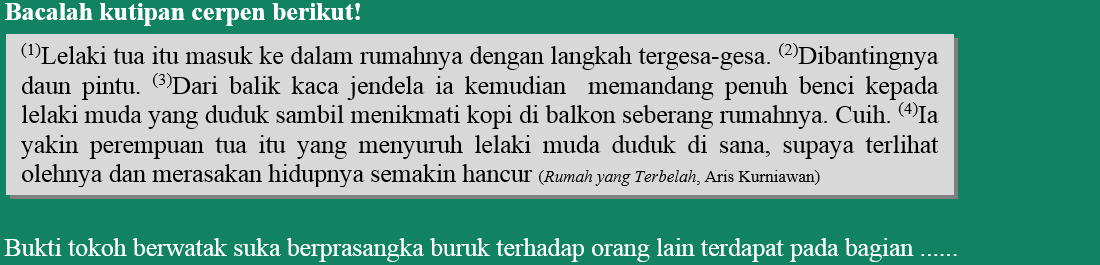 Bacalah kutipan cerpen berikut!
(1)Lelaki tua itu masuk ke dalam rumahnya dengan langkah tergesa-gesa. (2)Dibantingnya
daun pintu. (3)Dari balik kaca jendela ia kemudian memandang penuh benci kepada
lelaki muda yang duduk sambil menikmati kopi di balkon seberang rumahnya. Cuih. (4)Ia
yakin perempuan tua itu yang menyuruh lelaki muda duduk di sana, supaya terlihat
olehnya dan merasakan hidupnya semakin hancur (Rumah yang Terbelah, Aris Kurniawan)
Bukti tokoh berwatak suka berprasangka buruk terhadap orang lain terdapat pada bagian ......